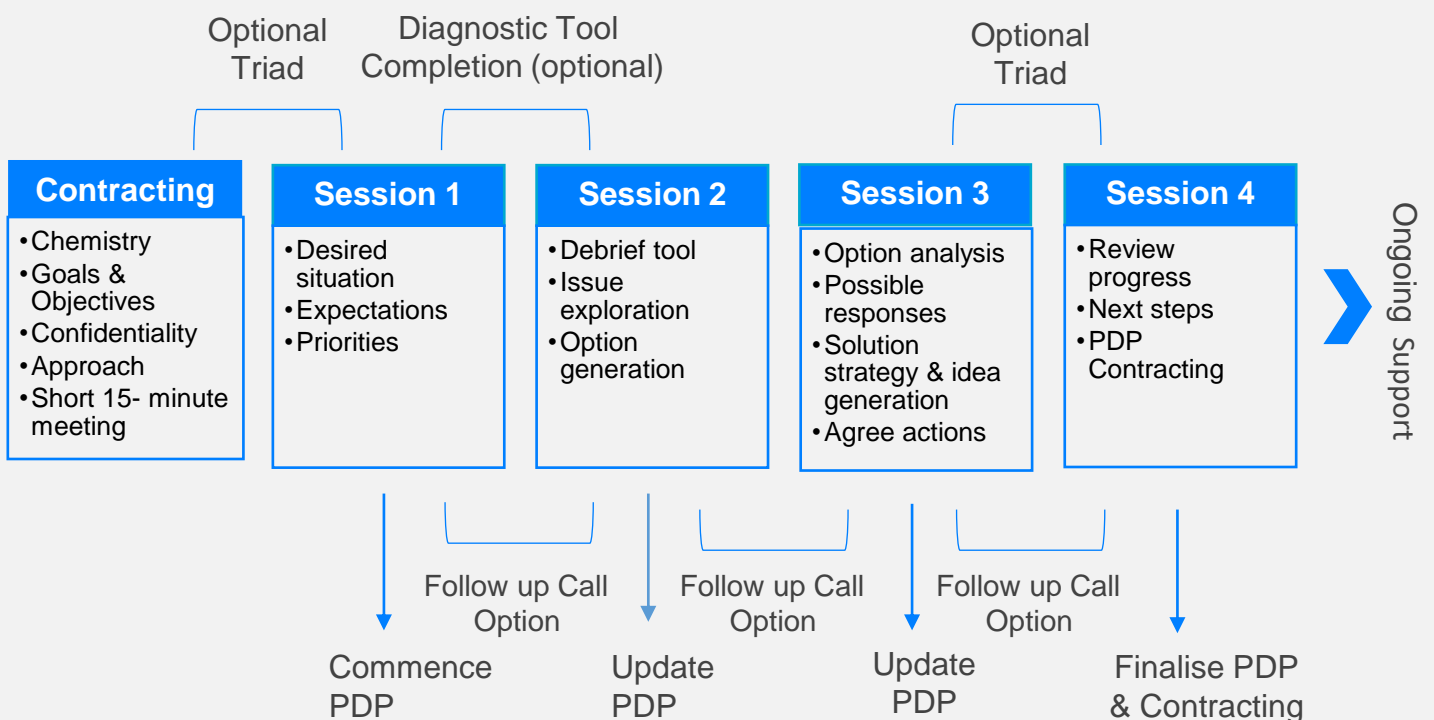 Optional
Triad
Diagnostic Tool
Completion (optional)
Optional
Triad
Contracting
•Chemistry
•Goals &
Objectives
•Confidentiality
•Approach
•Short 15- minute
meeting
Session 1
•Desired
situation
•Expectations
•Priorities
Session 2
•Debrief tool
•Issue
exploration
•Option
generation
Session 3
•Option analysis
•Possible
responses
•Solution
strategy & idea
generation
•Agree actions
Session 4
•Review
progress
•Next steps
•PDP
Contracting
Ongoing Support
Follow up Call
Option
Follow up Call
Option
Follow up Call
Option
Commence
PDP
Update
PDP
Update
PDP
Finalise PDP
& Contracting